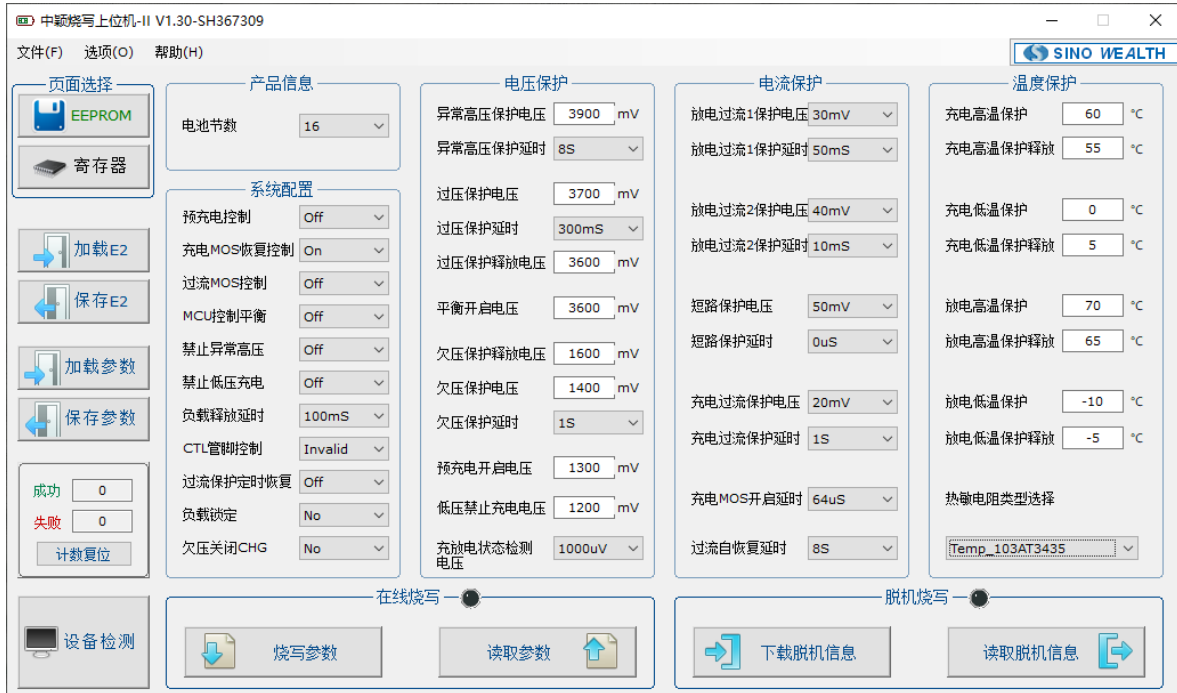 中颖烧写上位机-II V1.30-SH367309
文件(F) 选项(O) 帮助(H)
SINO WEALTH
页面选择
EEPROM
寄存器
加载E2
保存E2
加载参数
保存参数
成功 0
失败 0
计数复位
设备检测
产品信息
电池节数 16
系统配置
预充电控制 Off
充电MOS恢复控制 On
过流MOS控制 Off
MCU控制平衡 Off
禁止异常高压 Off
禁止低压充电 Off
负载释放延时 100mS
CTL管脚控制 Invalid
过流保护定时恢复 Off
负载锁定 No
欠压关闭CHG No
电压保护
异常高压保护电压 3900 mV
异常高压保护延时 8S
过压保护电压 3700 mV
过压保护延时 300mS
过压保护释放电压 3600 mV
平衡开启电压 3600 mV
欠压保护释放电压 1600 mV
欠压保护电压 1400 mV
欠压保护延时 1S
预充电开启电压 1300 mV
低压禁止充电电压 1200 mV
充放电状态检测 1000uV
电压
电流保护
放电过流1保护电压 30mV
放电过流1保护延时 50mS
放电过流2保护电压 40mV
放电过流2保护延时 10mS
短路保护电压 50mV
短路保护延时 0uS
充电过流保护电压 20mV
充电过流保护延时 1S
充电MOS开启延时 64uS
过流自恢复延时 8S
温度保护
充电高温保护 60 °C
充电高温保护释放 55 °C
充电低温保护 0 °C
充电低温保护释放 5 °C
放电高温保护 70 °C
放电高温保护释放 65 °C
放电低温保护 -10 °C
放电低温保护释放 -5 °C
热敏电阻类型选择
Temp_103AT3435
在线烧写
烧写参数
读取参数
脱机烧写
下载脱机信息
读取脱机信息